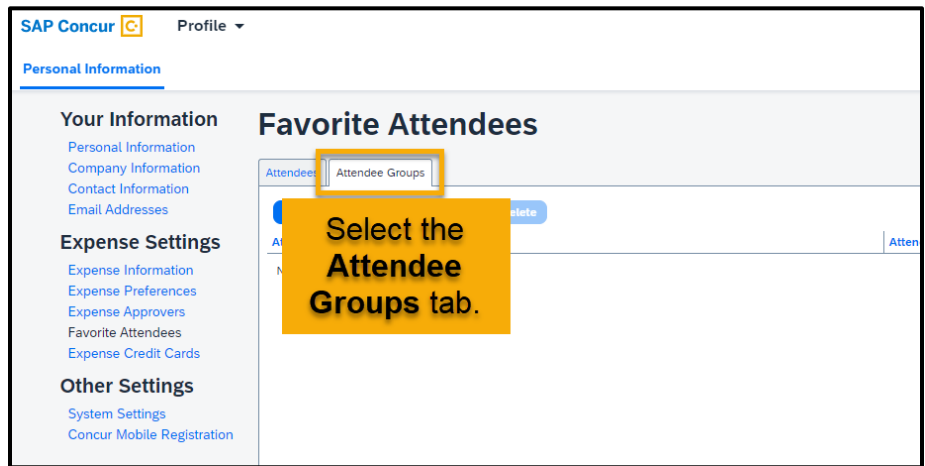 SAP Concur C Profile
Personal Information
Your Information
Personal Information
Company Information
Contact Information
Email Addresses
Expense Settings
Expense Information
Expense Preferences
Expense Approvers
Favorite Attendees
Expense Credit Cards
Other Settings
System Settings
Concur Mobile Registration
Favorite Attendees
Attendees Attendee Groups
Select the
Attendee
Groups tab.